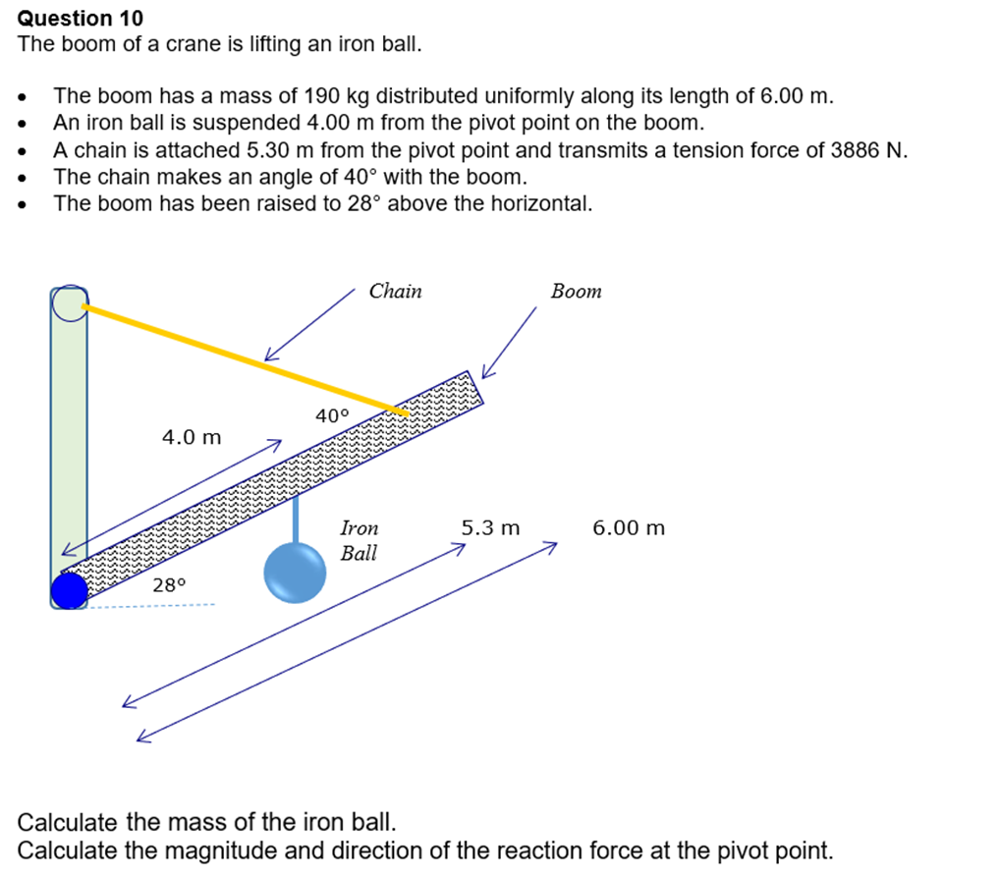 Question 10
The boom of a crane is lifting an iron ball.
• The boom has a mass of 190 kg distributed uniformly along its length of 6.00 m.
• An iron ball is suspended 4.00 m from the pivot point on the boom.
• A chain is attached 5.30 m from the pivot point and transmits a tension force of 3886 N.
• The chain makes an angle of 40° with the boom.
• The boom has been raised to 28° above the horizontal.
Chain
Boom
40°
4.0 m
Iron
Ball
5.3 m
6.00 m
28°
Calculate the mass of the iron ball.
Calculate the magnitude and direction of the reaction force at the pivot point.